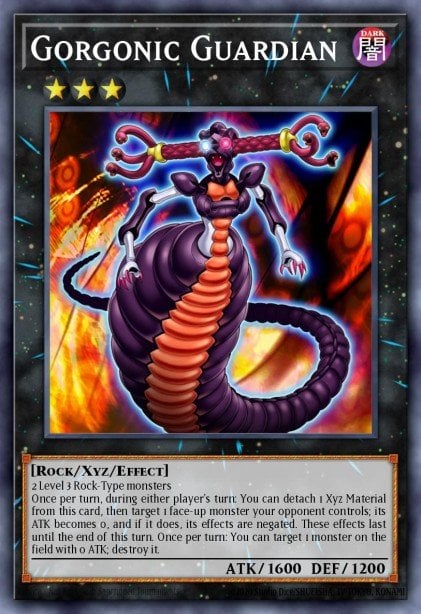 GORGONIC GUARDIAN
DARK
闇
[ROCK/XYZ/EFFECT]
2 Level 3 Rock-Type monsters
Once per turn, during either player's turn: You can detach 1 Xyz Material
from this card, then target 1 face-up monster your opponent controls; its
ATK becomes 0, and if it does, its effects are negated. These effects last
until the end of this turn. Once per turn: You can target 1 monster on the
field with 0 ATK; destroy it.
ATK/1600 DEF/1200